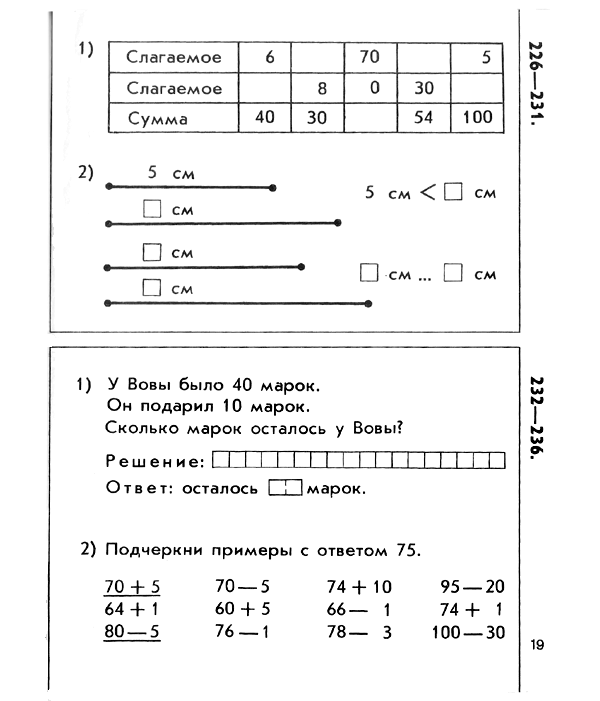 1)
Слагаемое 6 70 5
Слагаемое 8 0 30
Сумма 40 30 54 100
226—231.
2) 5 см
5 см < □ см
□ см
□ см
□ см ... □ см
□ см
1) У Вовы было 40 марок.
Он подарил 10 марок.
Сколько марок осталось у Вовы?
Решение:
Ответ: осталось марок.
232—236.
2) Подчеркни примеры с ответом 75.
70 + 5 70 — 5 74 + 10 95 — 20
64 + 1 60 + 5 66 — 1 74 + 1
80 — 5 76 — 1 78 — 3 100 — 30
19